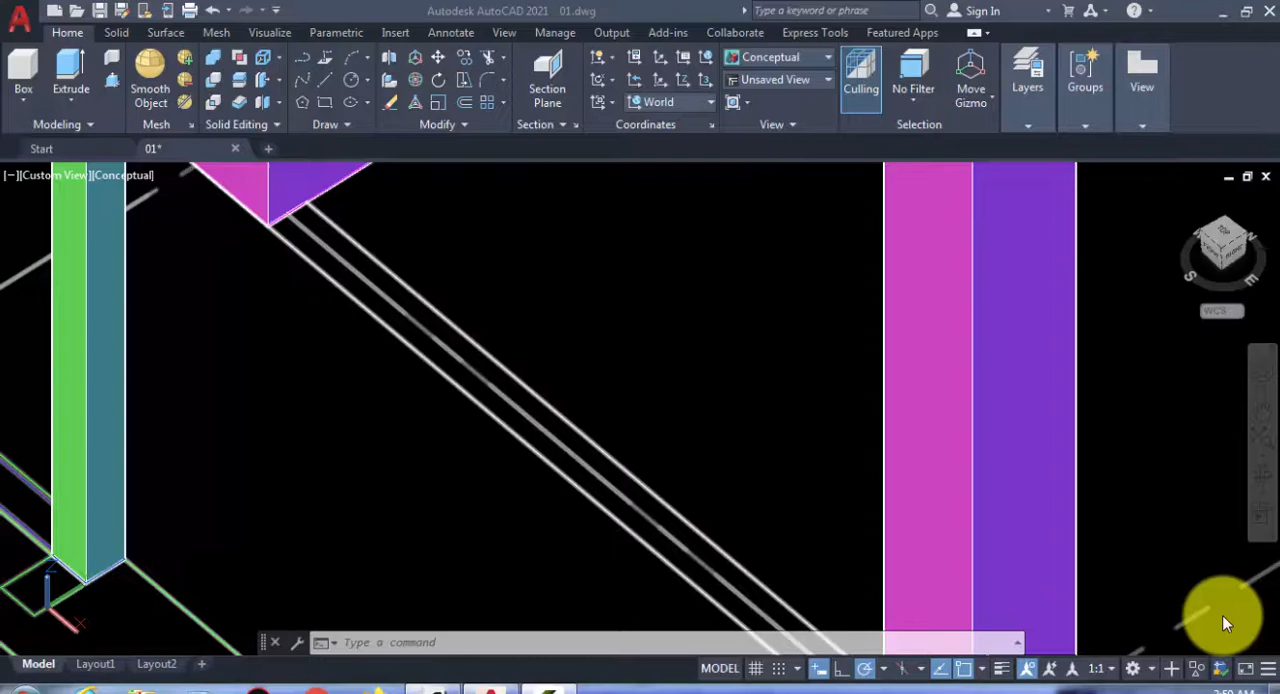 Autodesk AutoCAD 2021 01.dwg
Type a keyword or phrase
Sign In
Home Solid Surface Mesh Visualize Parametric Insert Annotate View Manage Output Add-ins Collaborate Express Tools Featured Apps
Box
Extrude
Smooth
Object
Section
Plane
World
Conceptual
Unsaved View
Culling
No Filter
Move
Gizmo
Layers
Groups
View
Modeling
Mesh
Solid Editing
Draw
Modify
Section
Coordinates
View
Selection
Start
01*
[−][Custom View][Conceptual]
TOP
S
E
WCS
Z
X
Type a command
Model Layout1 Layout2
MODEL
1:1